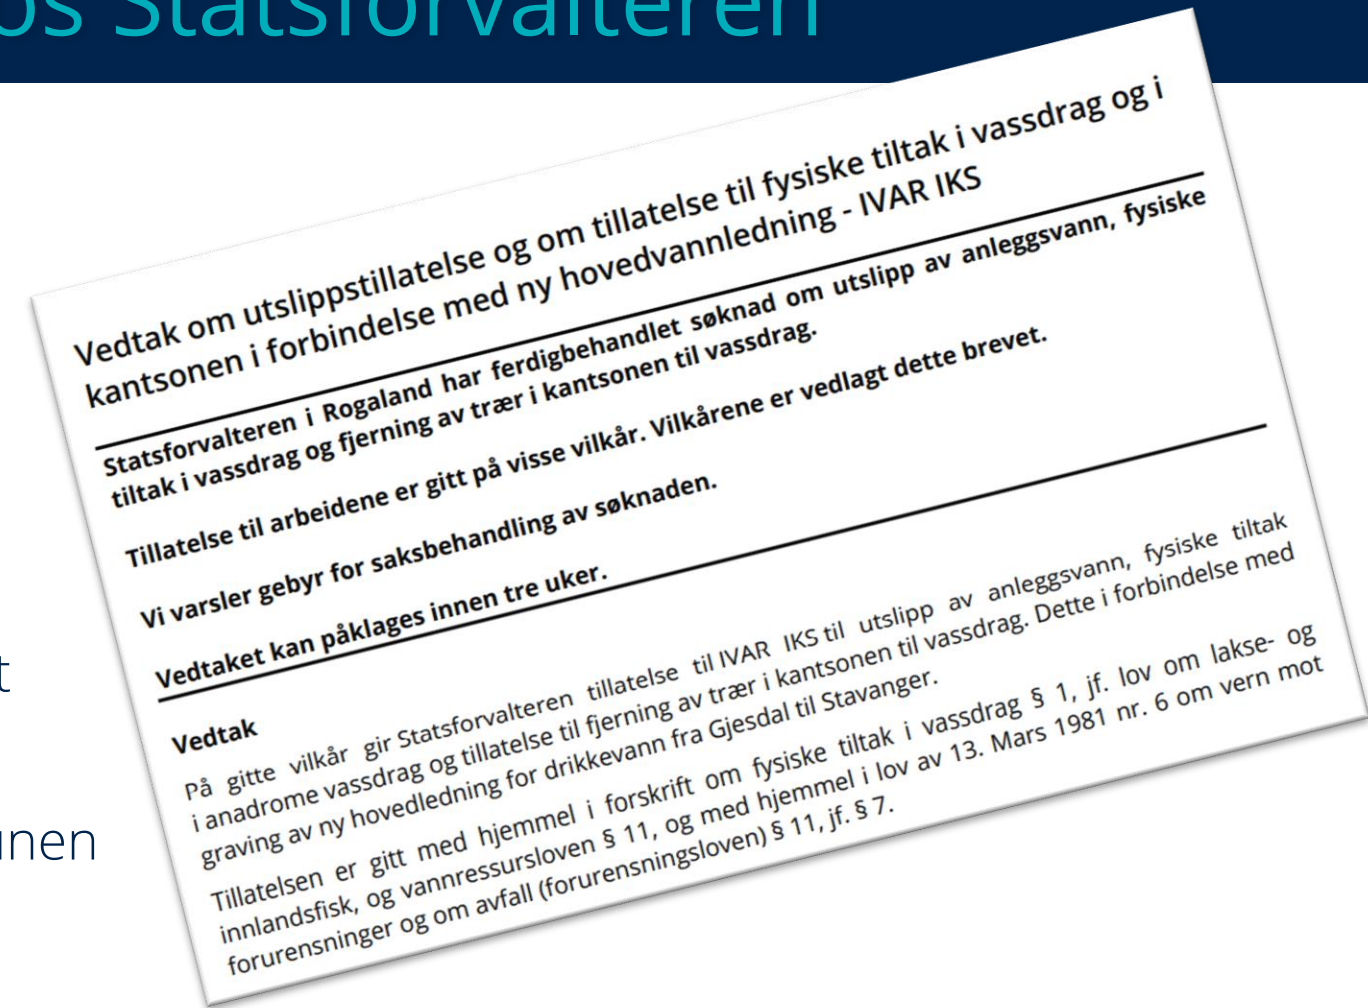 os Statsforvalteren
Vedtak om utslippstillatelse og om tillatelse til fysiske tiltak i vassdrag og i
kantsonen i forbindelse med ny hovedvannledning - IVAR IKS
Statsforvalteren i Rogaland har ferdigbehandlet søknad om utslipp av anleggsvann, fysiske
tiltak i vassdrag og fjerning av trær i kantsonen til vassdrag.
Tillatelse til arbeidene er gitt på visse vilkår. Vilkårene er vedlagt dette brevet.
Vi varsler gebyr for saksbehandling av søknaden.
Vedtaket kan påklages innen tre uker.
Vedtak
På gitte vilkår gir Statsforvalteren tillatelse til IVAR IKS til utslipp av anleggsvann, fysiske tiltak
i anadrome vassdrag og tillatelse til fjerning av trær i kantsonen til vassdrag. Dette i forbindelse med
graving av ny hovedledning for drikkevann fra Gjesdal til Stavanger.
Tillatelsen er gitt med hjemmel i forskrift om fysiske tiltak i vassdrag § 1, jf. lov om lakse- og
innlandsfisk, og vannressursloven § 11, og med hjemmel i lov av 13. Mars 1981 nr. 6 om vern mot
forurensninger og om avfall (forurensningsloven) § 11, jf. § 7.
t
unen